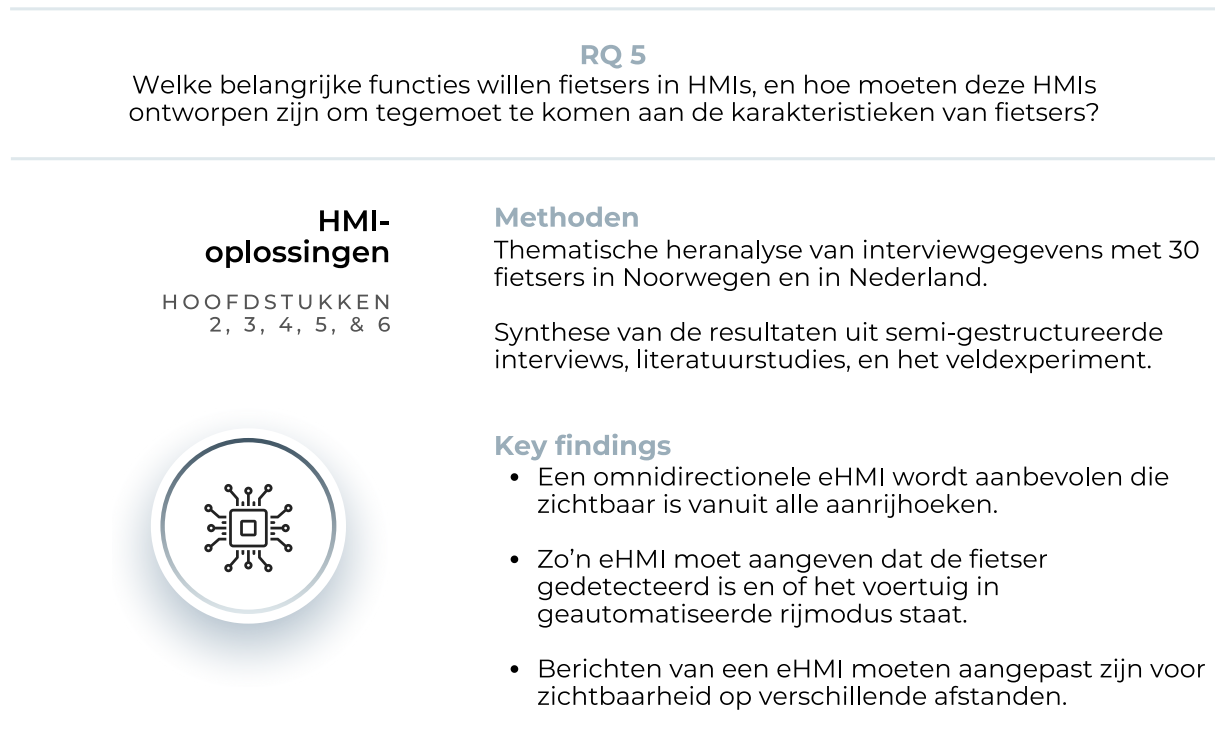 RQ 5
Welke belangrijke functies willen fietsers in HMIs, en hoe moeten deze HMIs
ontworpen zijn om tegemoet te komen aan de karakteristieken van fietsers?
HMI-
oplossingen
HOOFDSTUKKEN
2, 3, 4, 5, & 6
Methoden
Thematische heranalyse van interviewgegevens met 30
fietsers in Noorwegen en in Nederland.
Synthese van de resultaten uit semi-gestructureerde
interviews, literatuurstudies, en het veldexperiment.
Key findings
• Een omnidirectionele eHMI wordt aanbevolen die
zichtbaar is vanuit alle aanrijhoeken.
• Zo’n eHMI moet aangeven dat de fietser
gedetecteerd is en of het voertuig in
geautomatiseerde rijmodus staat.
• Berichten van een eHMI moeten aangepast zijn voor
zichtbaarheid op verschillende afstanden.